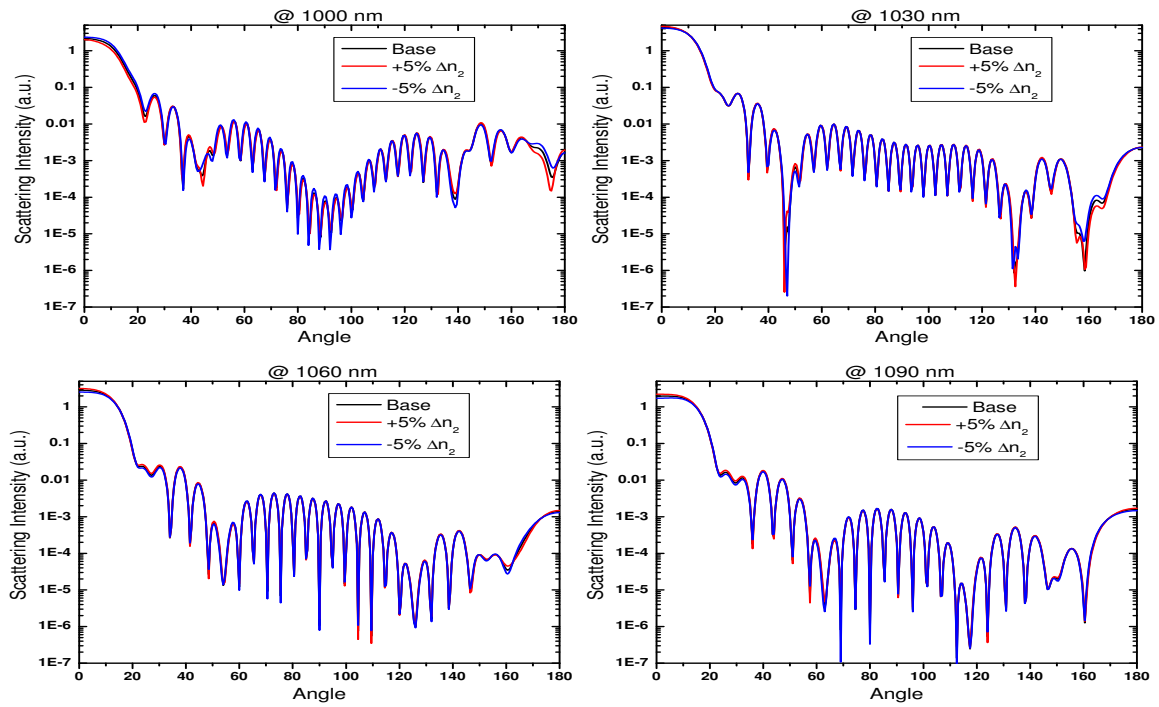 @ 1000 nm
Scattering Intensity (a.u.)
1
0.1
0.01
1E-3
1E-4
1E-5
1E-6
1E-7
Base
+5% Δn₂
-5% Δn₂
0 20 40 60 80 100 120 140 160 180
Angle
@ 1030 nm
Scattering Intensity (a.u.)
1
0.1
0.01
1E-3
1E-4
1E-5
1E-6
1E-7
Base
+5% Δn₂
-5% Δn₂
0 20 40 60 80 100 120 140 160 180
Angle
@ 1060 nm
Scattering Intensity (a.u.)
1
0.1
0.01
1E-3
1E-4
1E-5
1E-6
1E-7
Base
+5% Δn₂
-5% Δn₂
0 20 40 60 80 100 120 140 160 180
Angle
@ 1090 nm
Scattering Intensity (a.u.)
1
0.1
0.01
1E-3
1E-4
1E-5
1E-6
1E-7
Base
+5% Δn₂
-5% Δn₂
0 20 40 60 80 100 120 140 160 180
Angle